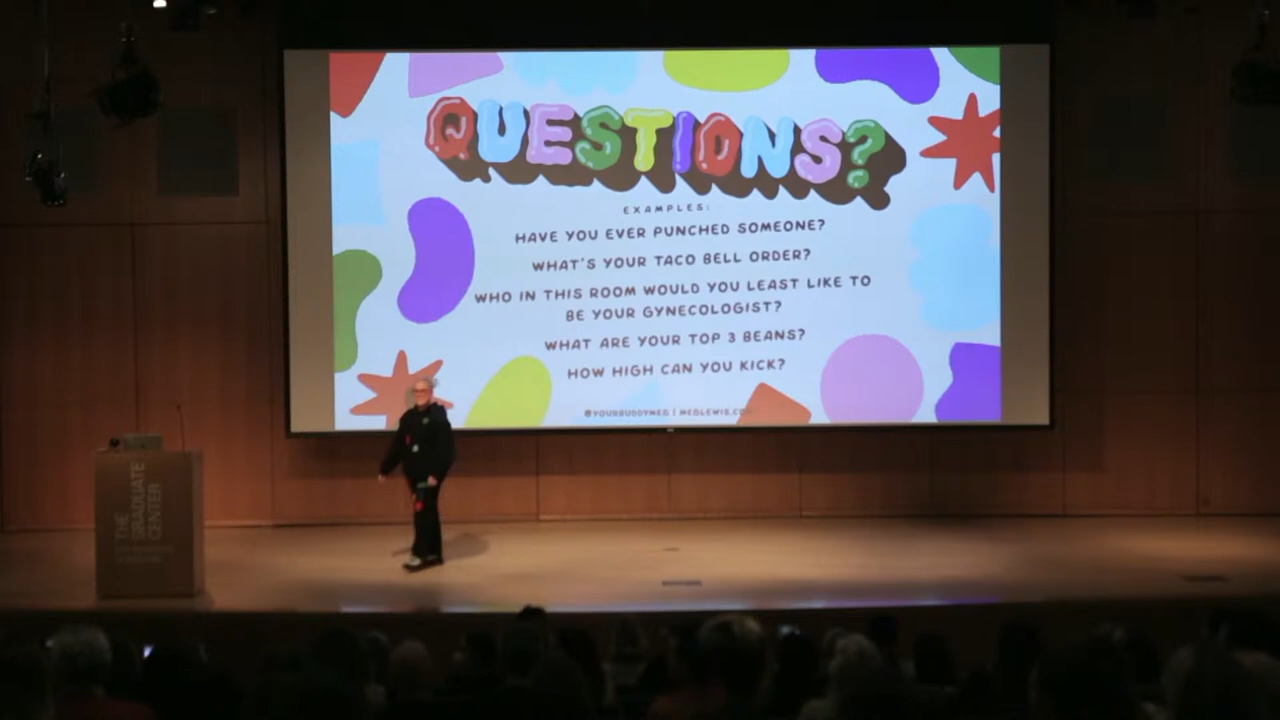 QUESTIONS?
EXAMPLES:
HAVE YOU EVER PUNCHED SOMEONE?
WHAT'S YOUR TACO BELL ORDER?
WHO IN THIS ROOM WOULD YOU LEAST LIKE TO
BE YOUR GYNECOLOGIST?
WHAT ARE YOUR TOP 3 BEANS?
HOW HIGH CAN YOU KICK?
@YOURBUDDYMEG | MEGLEWIS.COM
THE
GRADUATE
CENTER